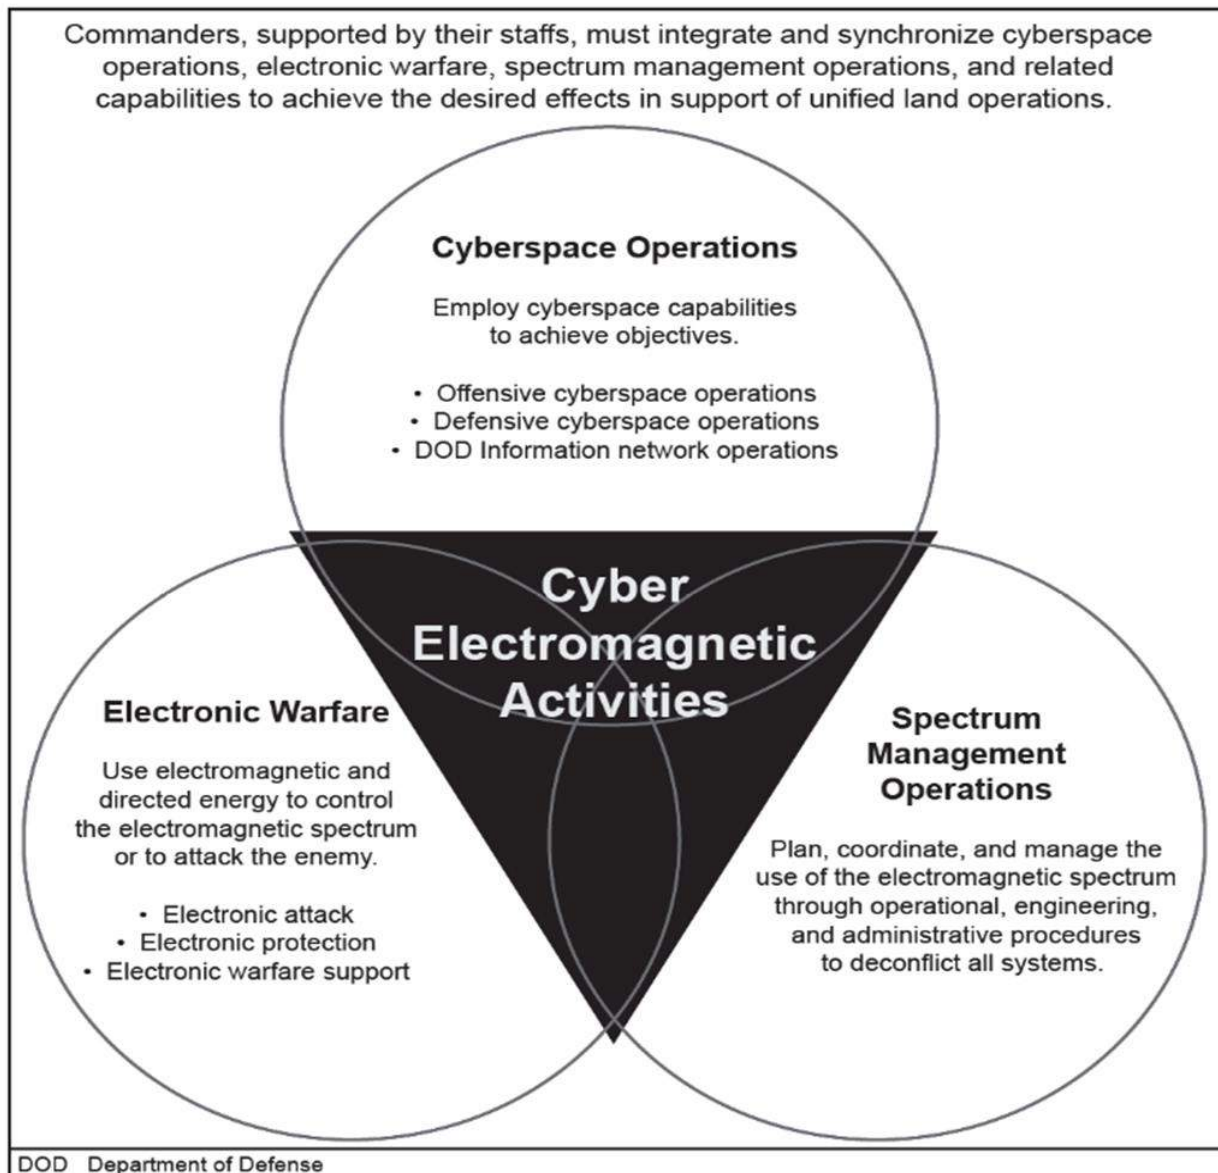 Commanders, supported by their staffs, must integrate and synchronize cyberspace
operations, electronic warfare, spectrum management operations, and related
capabilities to achieve the desired effects in support of unified land operations.
Cyberspace Operations
Employ cyberspace capabilities
to achieve objectives.
• Offensive cyberspace operations
• Defensive cyberspace operations
• DOD Information network operations
Cyber
Electromagnetic
Activities
Electronic Warfare
Use electromagnetic and
directed energy to control
the electromagnetic spectrum
or to attack the enemy.
• Electronic attack
• Electronic protection
• Electronic warfare support
Spectrum
Management
Operations
Plan, coordinate, and manage the
use of the electromagnetic spectrum
through operational, engineering,
and administrative procedures
to deconflict all systems.
DOD Department of Defense